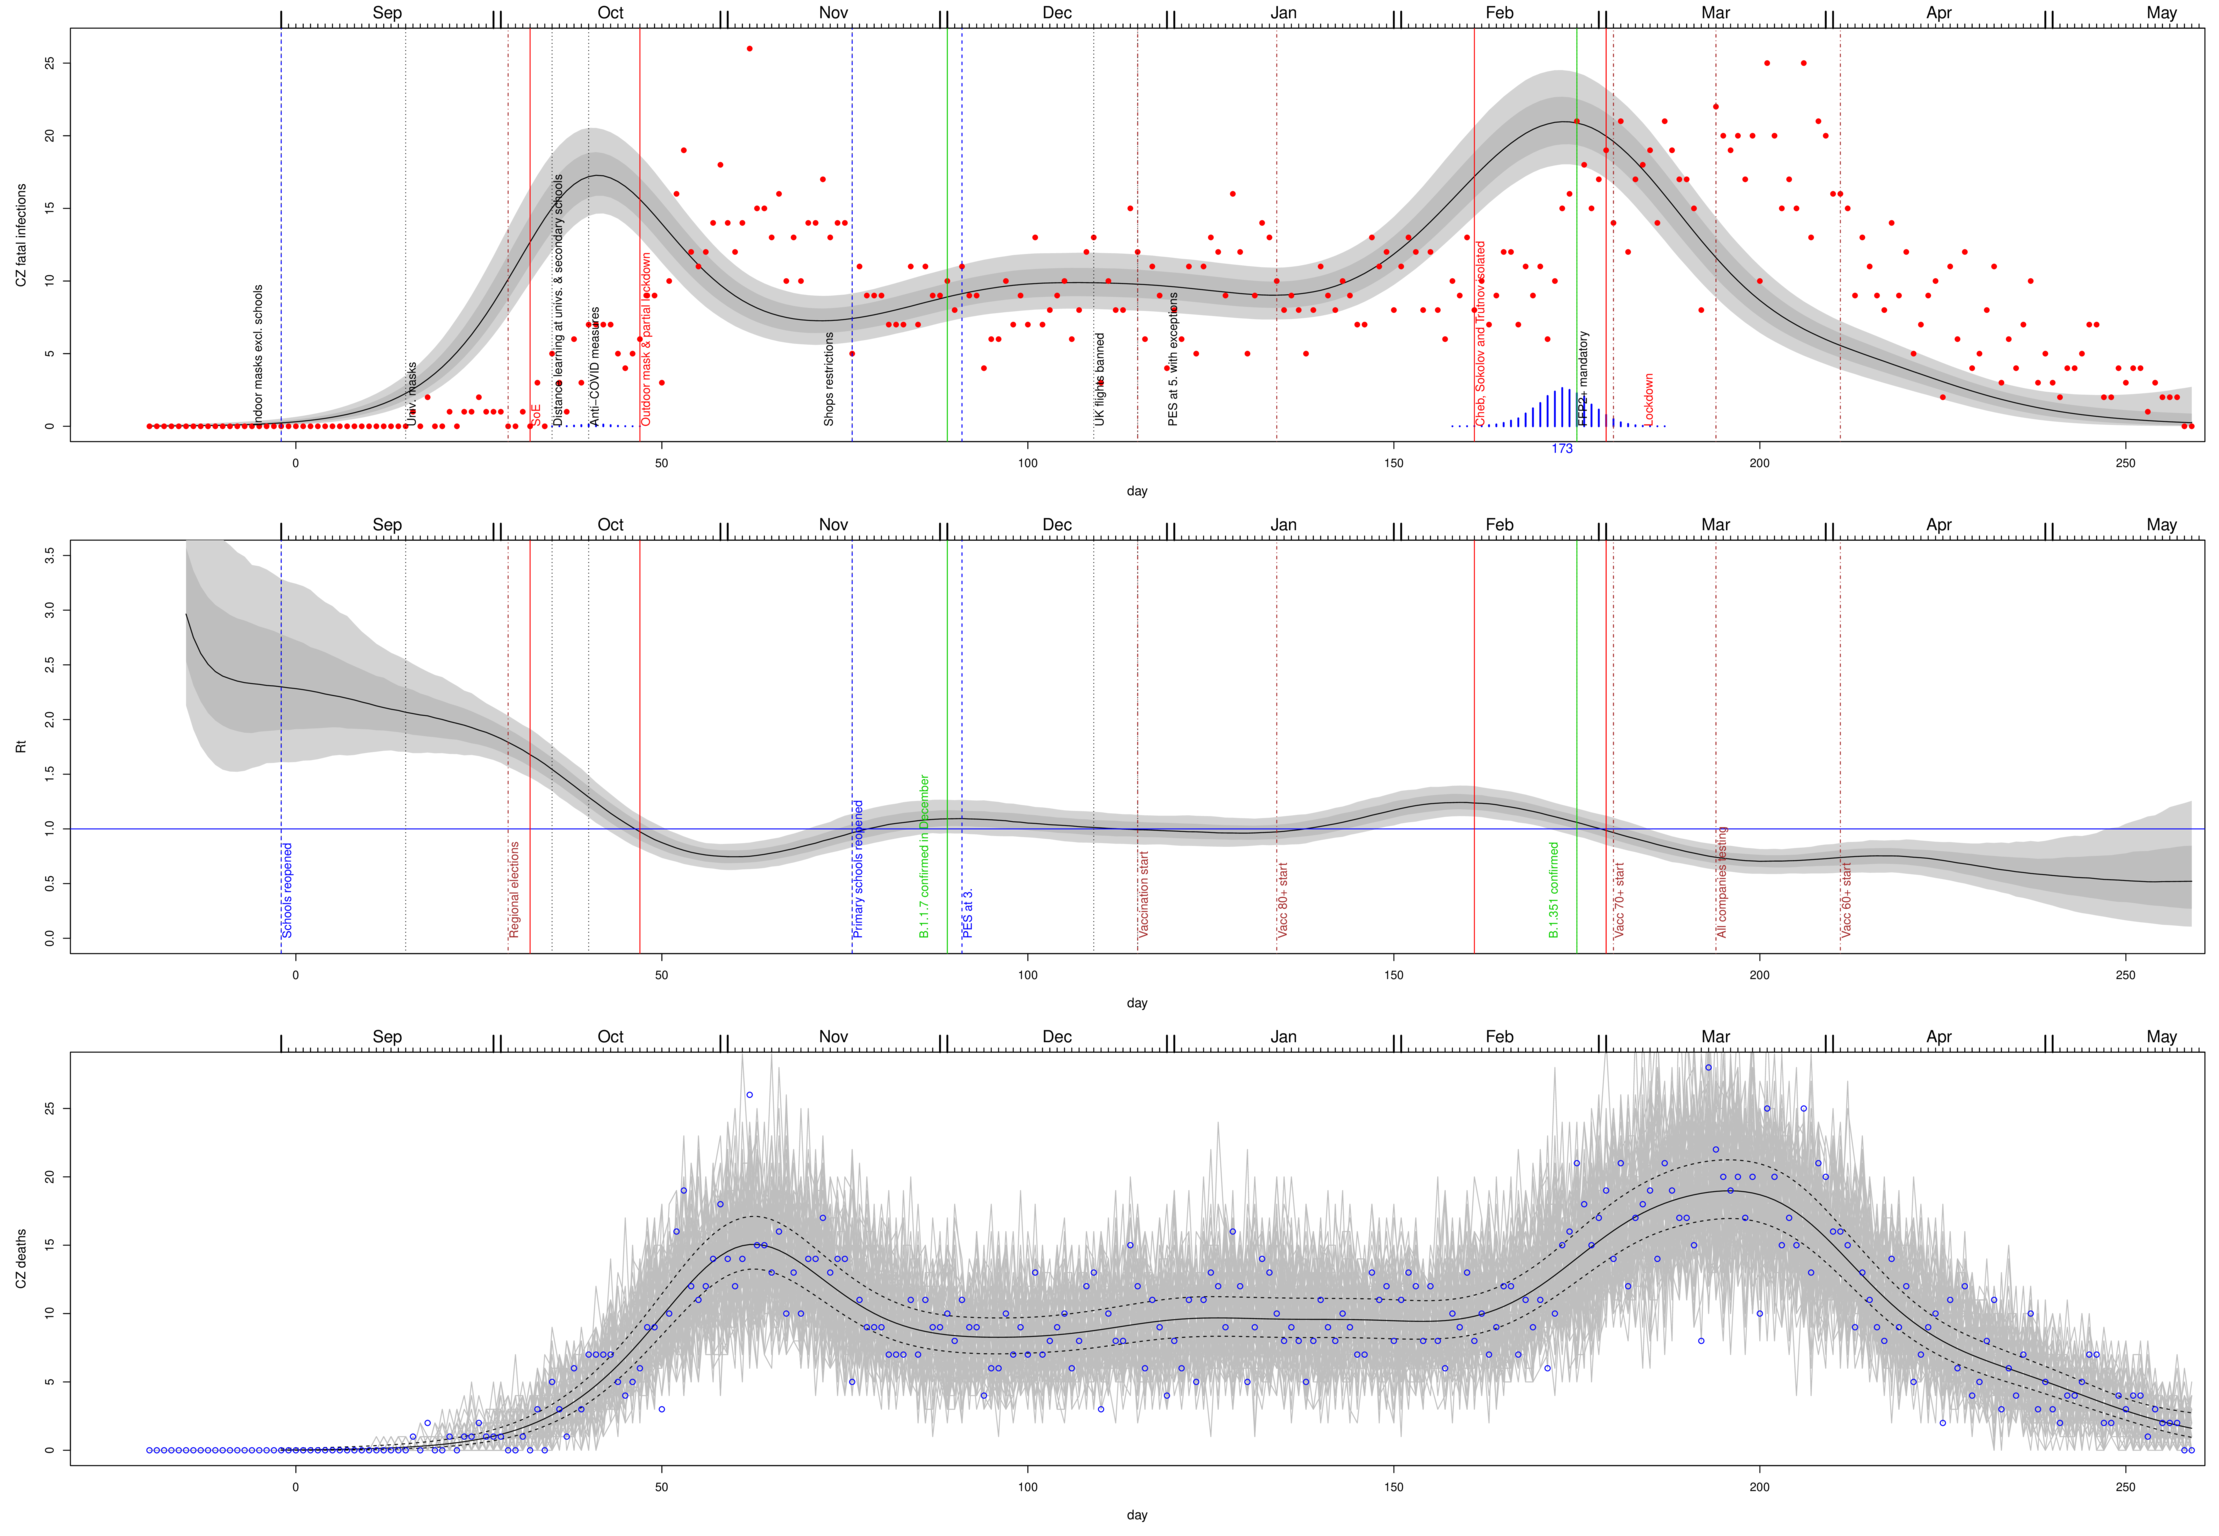 Sep Oct Nov Dec Jan Feb Mar Apr May
CZ fatal infections
25
20
15
10
5
0
Indoor masks excl. schools
Univ. masks
SoE
Distance learning at univs. & secondary schools
Anti−COVID measures
Outdoor mask & partial lockdown
Shops restrictions
UK flights banned
PES at 5. with exceptions
Cheb, Sokolov and Trutnov isolated
FFP2+ mandatory
Lockdown
173
0 50 100 150 200 250
day
Sep Oct Nov Dec Jan Feb Mar Apr May
Rt
3.5
3.0
2.5
2.0
1.5
1.0
0.5
0.0
Schools reopened
Regional elections
Primary schools reopened
B.1.1.7 confirmed in December
PES at 3.
Vaccination start
Vacc 80+ start
B.1.351 confirmed
Vacc 70+ start
All companies testing
Vacc 60+ start
0 50 100 150 200 250
day
Sep Oct Nov Dec Jan Feb Mar Apr May
CZ deaths
25
20
15
10
5
0
0 50 100 150 200 250
day